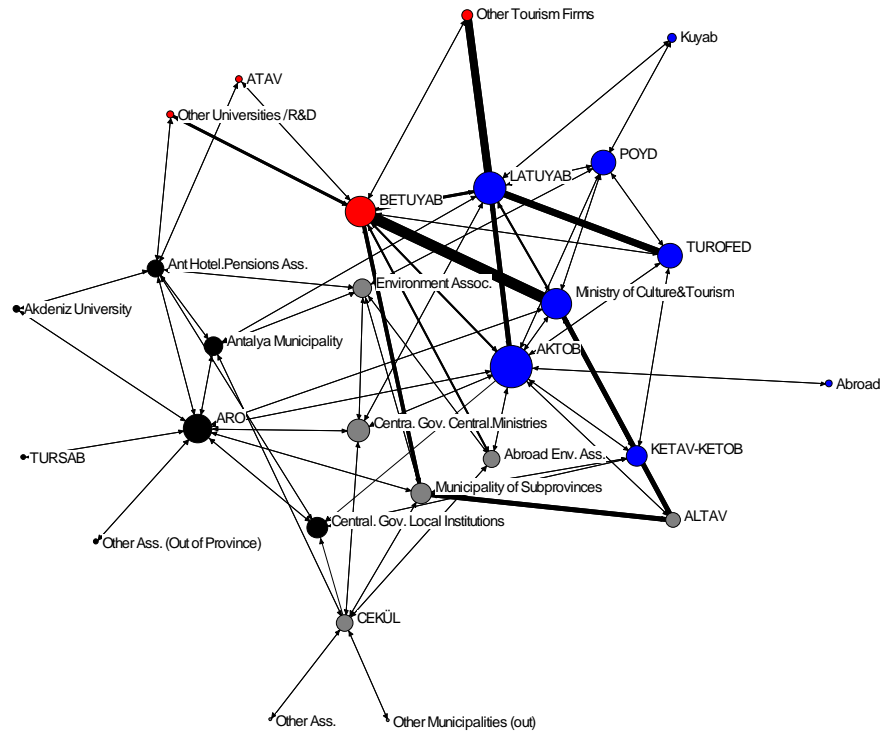 Other Tourism Firms
Kuyab
ATAV
Other Universities /R&D
POYD
LATUYAB
BETUYAB
TUROFED
Ant Hotel.Pensions Ass.
Environment Assoc.
Ministry of Culture&Tourism
Akdeniz University
Antalya Municipality
AKTOB
Abroad
ARO
Centra. Gov. Central.Ministries
KETAV-KETOB
Abroad Env. Ass.
TURSAB
Municipality of Subprovinces
ALTAV
Central. Gov. Local Institutions
Other Ass. (Out of Province)
CEKÜL
Other Ass.
Other Municipalities (out)